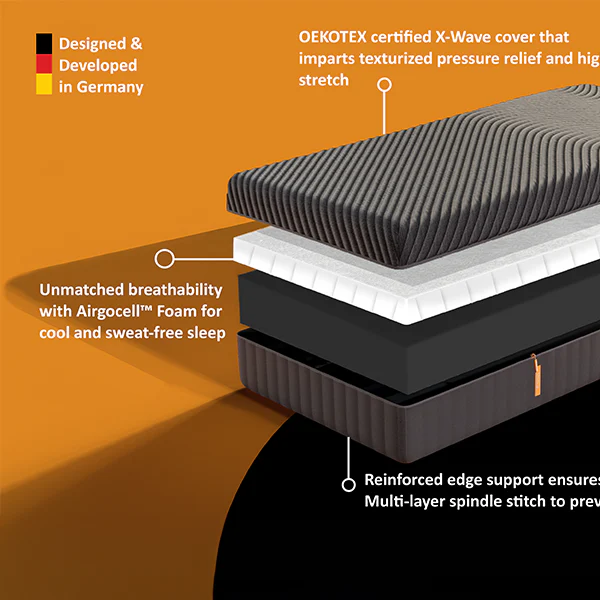 Designed &
Developed
in Germany
OEKOTEX certified X-Wave cover that
imparts texturized pressure relief and hig
stretch
Unmatched breathability
with Airgocell™ Foam for
cool and sweat-free sleep
Reinforced edge support ensures
Multi-layer spindle stitch to prev